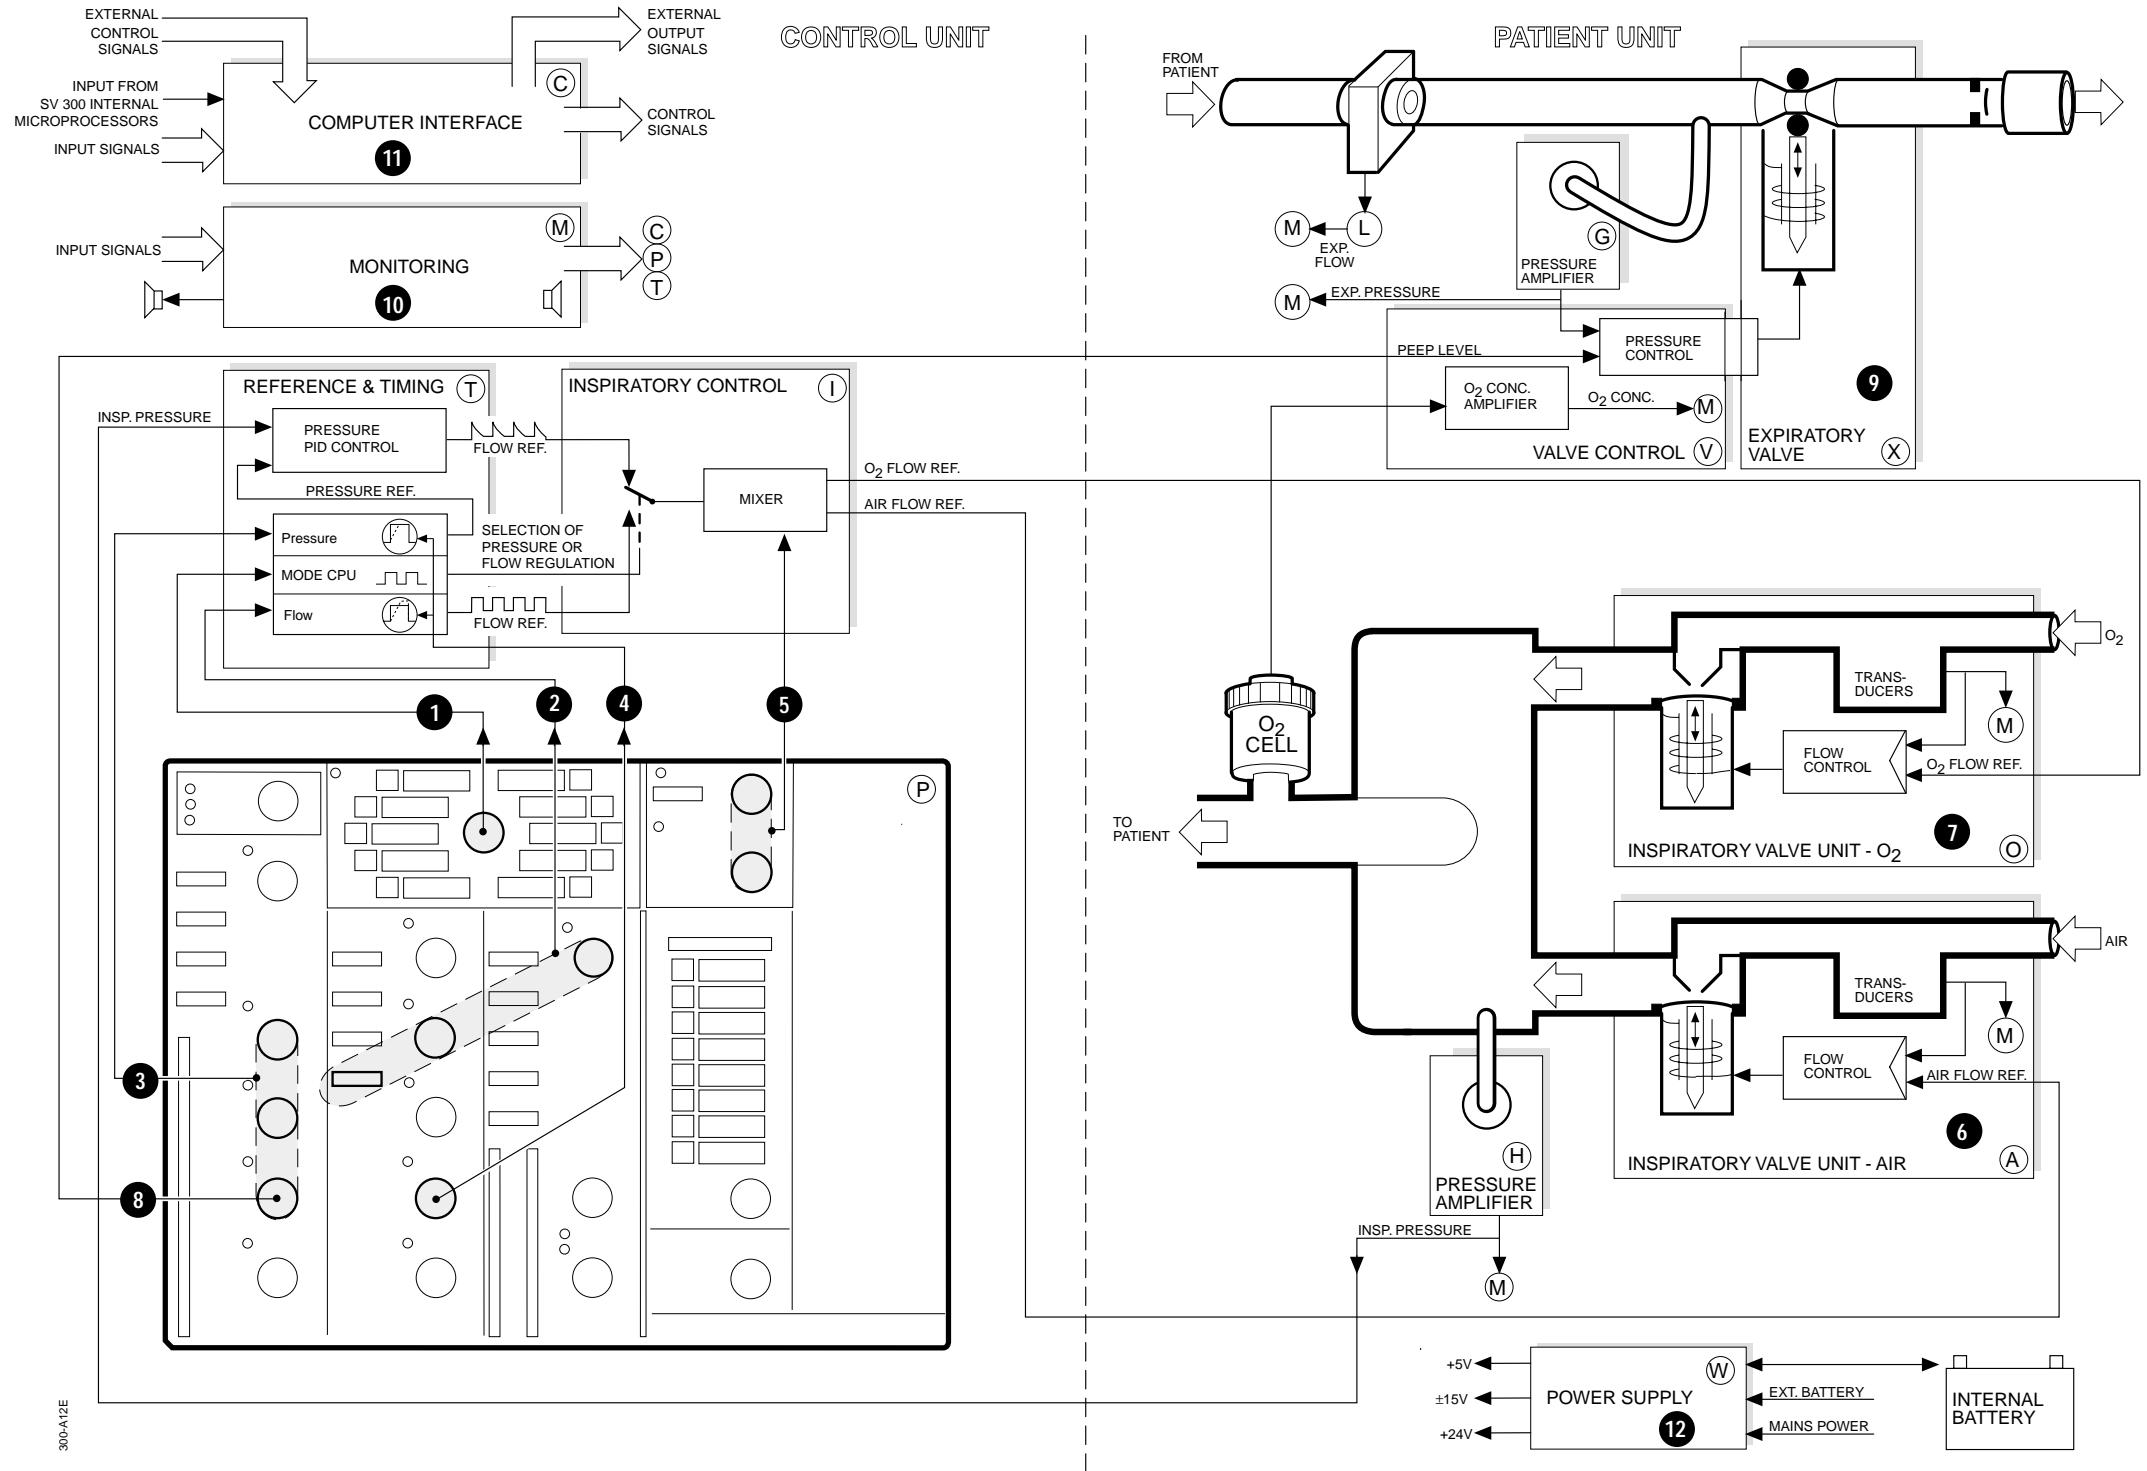 CONTROL UNIT
EXTERNAL
CONTROL
SIGNALS
INPUT FROM
SV 300 INTERNAL
MICROPROCESSORS
INPUT SIGNALS
C
COMPUTER INTERFACE
11
EXTERNAL
OUTPUT
SIGNALS
CONTROL
SIGNALS
INPUT SIGNALS
M
MONITORING
10
C
P
T
REFERENCE & TIMING
T
INSP. PRESSURE
PRESSURE
PID CONTROL
FLOW REF.
PRESSURE REF.
Pressure
MODE CPU
Flow
SELECTION OF
PRESSURE OR
FLOW REGULATION
FLOW REF.
INSPIRATORY CONTROL
I
MIXER
O2 FLOW REF.
AIR FLOW REF.
1
2
4
5
P
3
8
300-A12E
PATIENT UNIT
FROM
PATIENT
M
L
EXP.
FLOW
G
PRESSURE
AMPLIFIER
M
EXP. PRESSURE
PEEP LEVEL
PRESSURE
CONTROL
O2 CONC.
AMPLIFIER
O2 CONC.
M
VALVE CONTROL
V
9
EXPIRATORY
VALVE
X
O2
CELL
TO
PATIENT
O2
TRANS-
DUCERS
M
FLOW
CONTROL
O2 FLOW REF.
7
INSPIRATORY VALVE UNIT - O2
O
AIR
TRANS-
DUCERS
M
FLOW
CONTROL
AIR FLOW REF.
6
INSPIRATORY VALVE UNIT - AIR
A
H
PRESSURE
AMPLIFIER
INSP. PRESSURE
M
+5V
±15V
+24V
W
POWER SUPPLY
12
EXT. BATTERY
MAINS POWER
INTERNAL
BATTERY